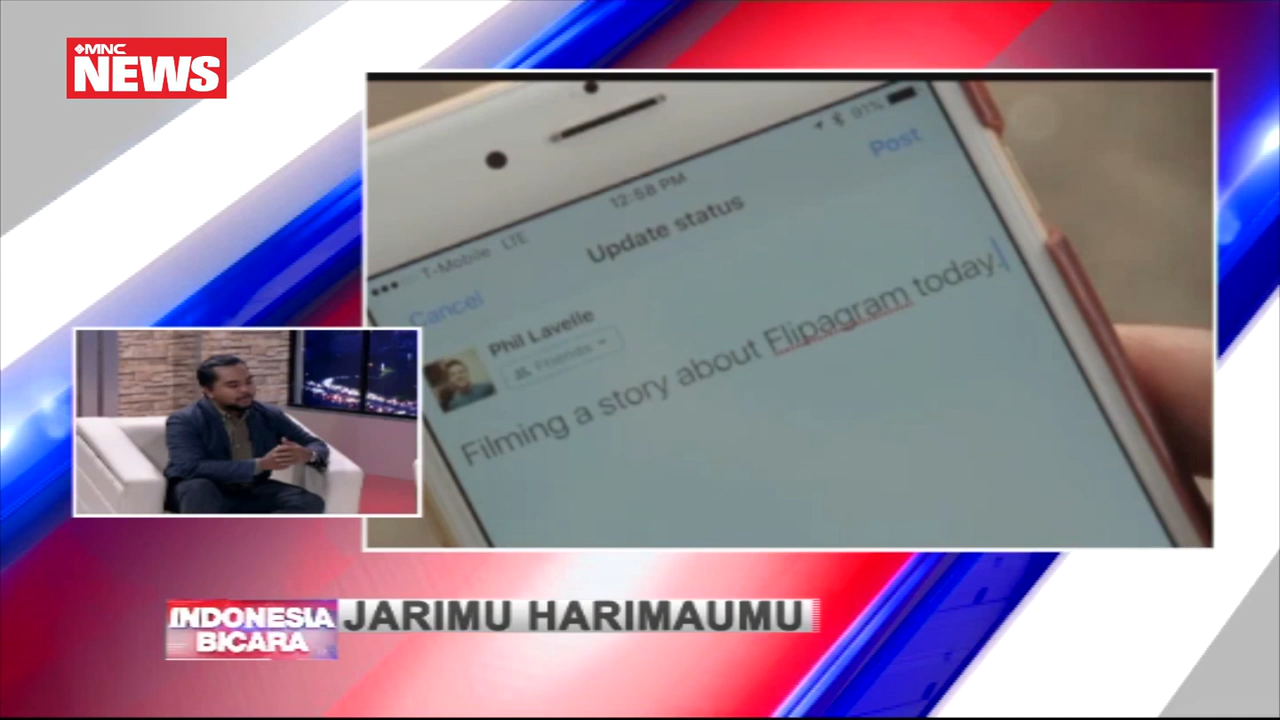 MNC
NEWS
91%
Post
12:58 PM
T-Mobile LTE
Update status
Cancel
Phil Lavelle
Friends
Filming a story about Flipagram today.
INDONESIA
BICARA
JARIMU HARIMAUMU